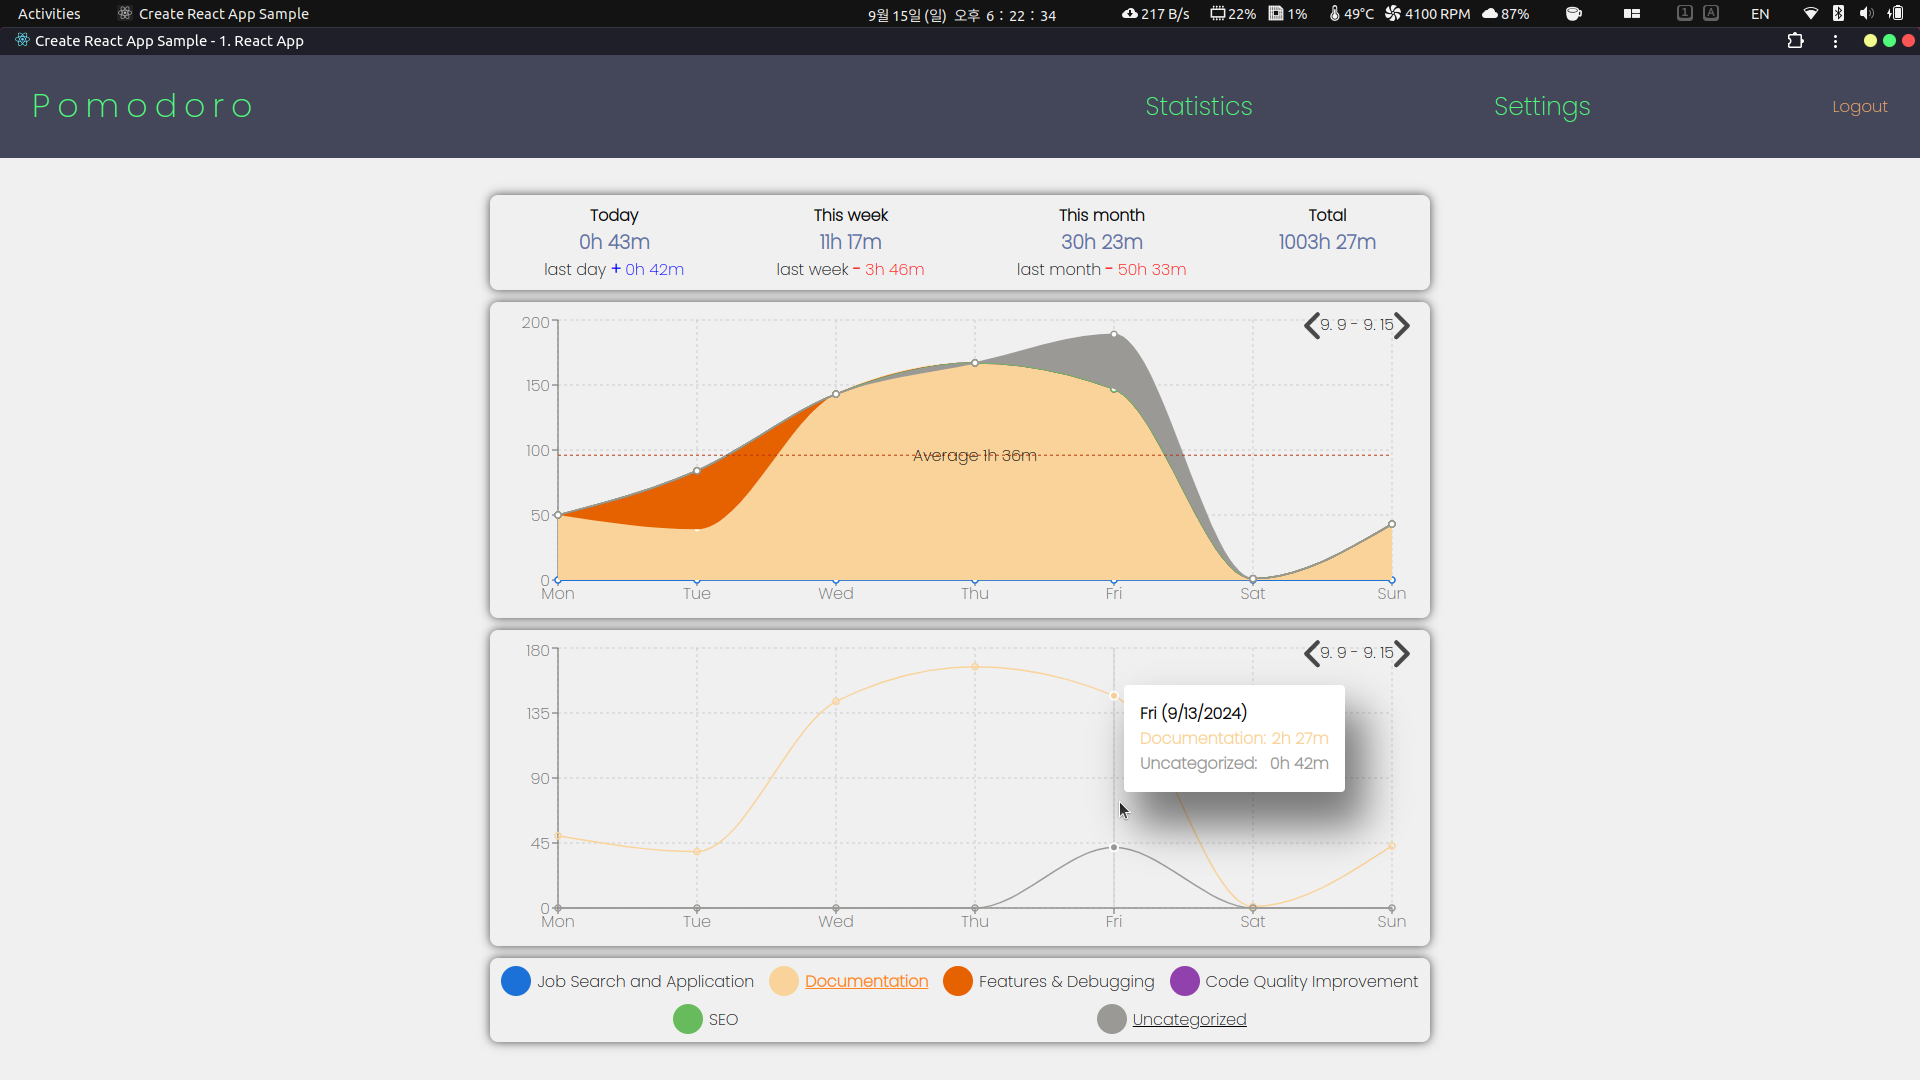 Activities Create React App Sample 9월 15일 (일) 오후 6 : 22 : 34 217 B/s 22% 1% 49°C 4100 RPM 87% 1 A EN
Create React App Sample - 1. React App
Pomodoro Statistics Settings Logout
Today This week This month Total
0h 43m 11h 17m 30h 23m 1003h 27m
last day + 0h 42m last week - 3h 46m last month - 50h 33m
200 9. 9 - 9. 15
150
100
Average 1h 36m
50
0
Mon Tue Wed Thu Fri Sat Sun
180 9. 9 - 9. 15
135
Fri (9/13/2024)
Documentation: 2h 27m
Uncategorized: 0h 42m
90
45
0
Mon Tue Wed Thu Fri Sat Sun
Job Search and Application Documentation Features & Debugging Code Quality Improvement
SEO Uncategorized